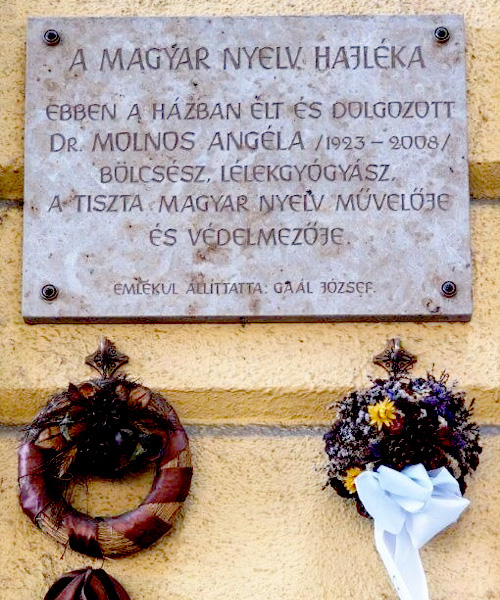 A MAGYAR NYELV HAJLÉKA
EBBEN A HÁZBAN ÉLT ÉS DOLGOZOTT
DR. MOLNOS ANGÉLA /1923 – 2008/
BÖLCSÉSZ, LÉLEKGYÓGYÁSZ,
A TISZTA MAGYAR NYELV MŰVELŐJE
ÉS VÉDELMEZŐJE.
EMLÉKÜL ÁLLÍTTATTA: GAÁL JÓZSEF.